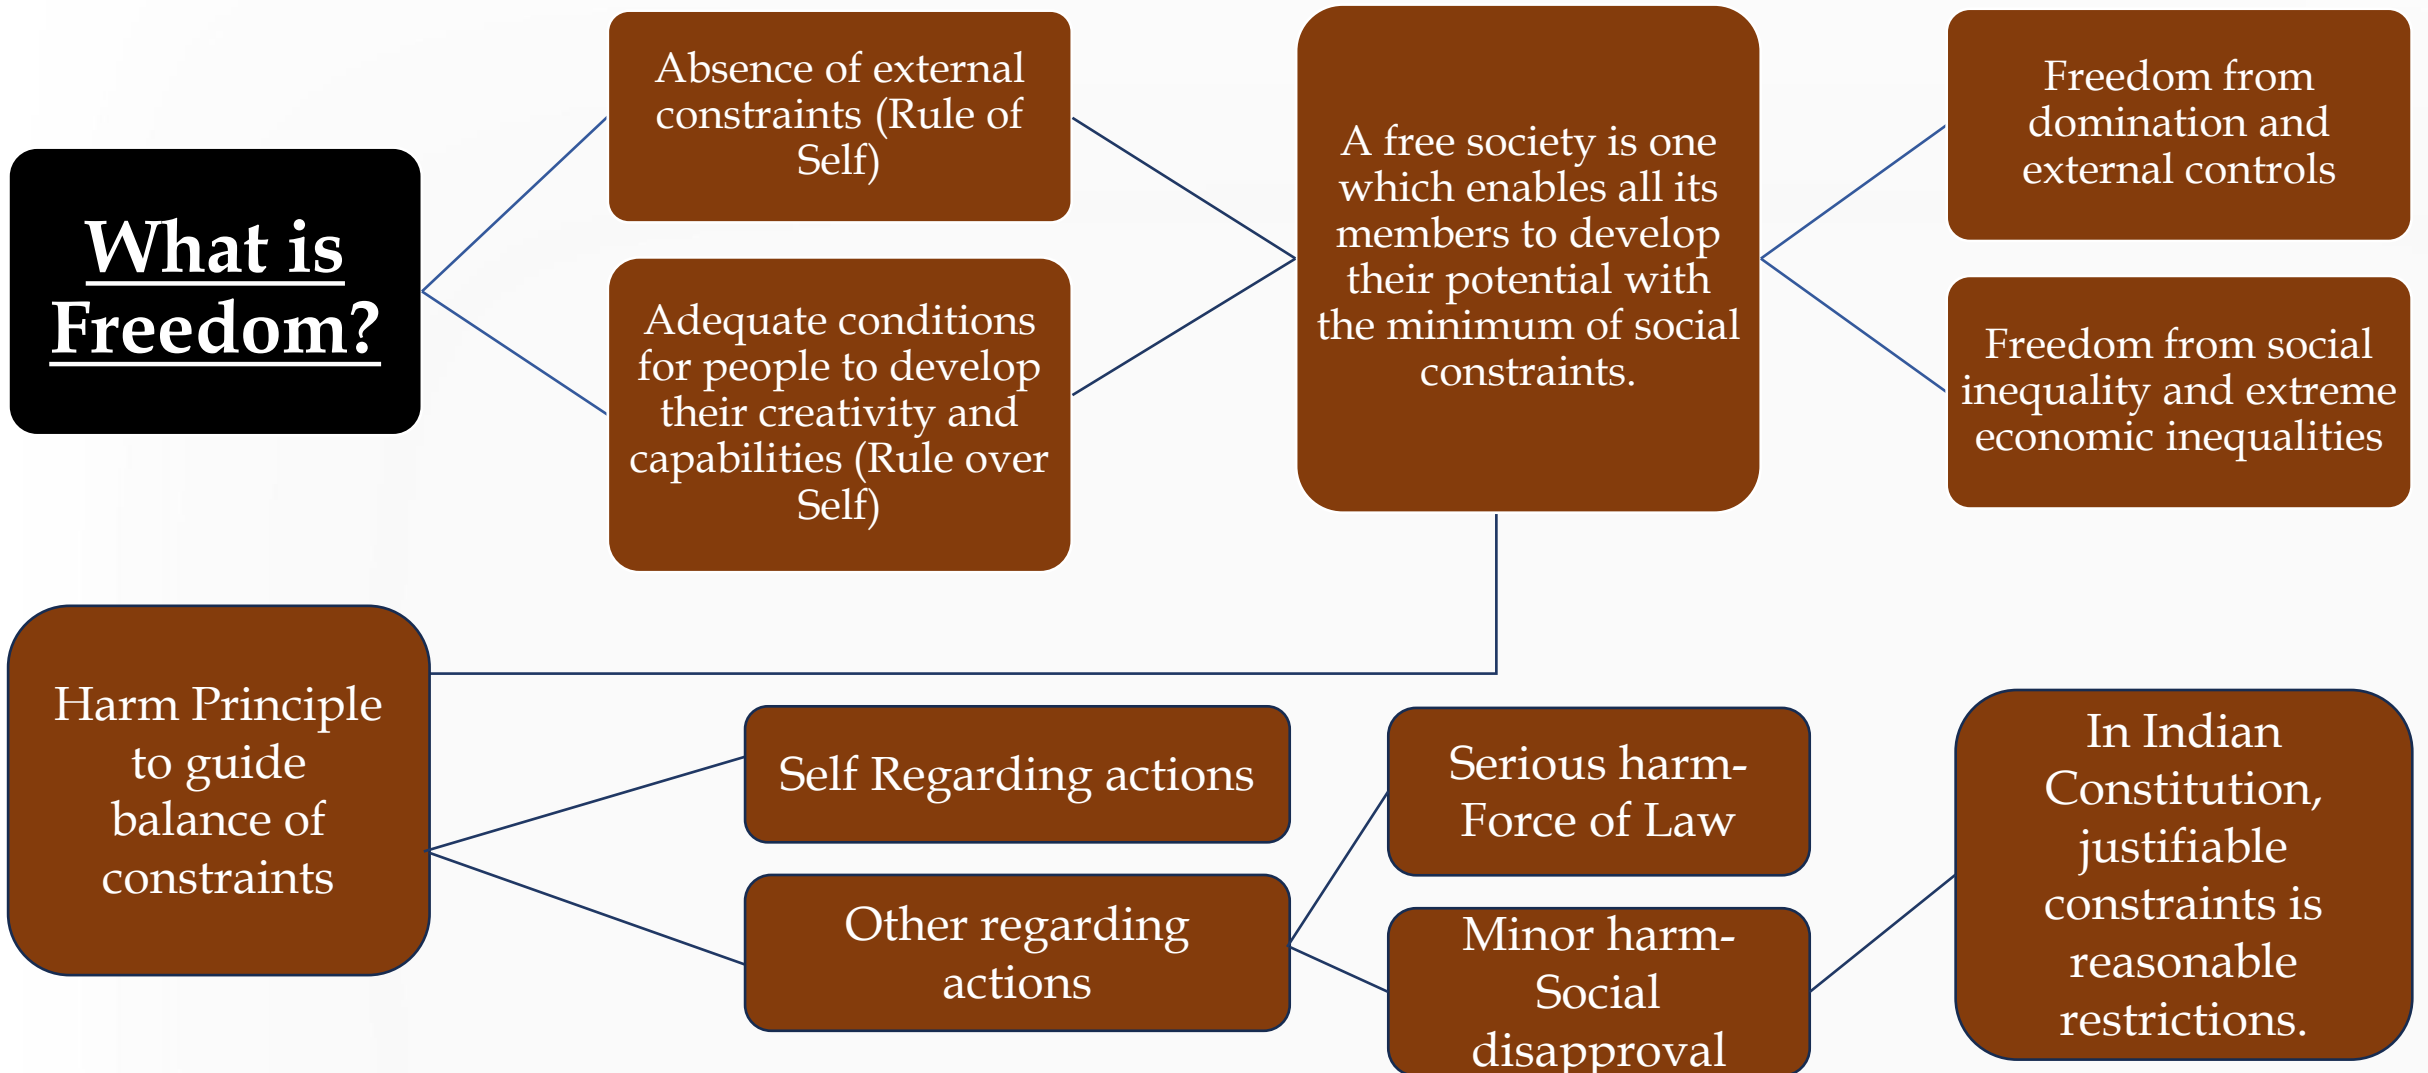 What is
Freedom?
Absence of external
constraints (Rule of
Self)
Adequate conditions
for people to develop
their creativity and
capabilities (Rule over
Self)
A free society is one
which enables all its
members to develop
their potential with
the minimum of social
constraints.
Freedom from
domination and
external controls
Freedom from social
inequality and extreme
economic inequalities
Harm Principle
to guide
balance of
constraints
Self Regarding actions
Other regarding
actions
Serious harm-
Force of Law
Minor harm-
Social
disapproval
In Indian
Constitution,
justifiable
constraints is
reasonable
restrictions.